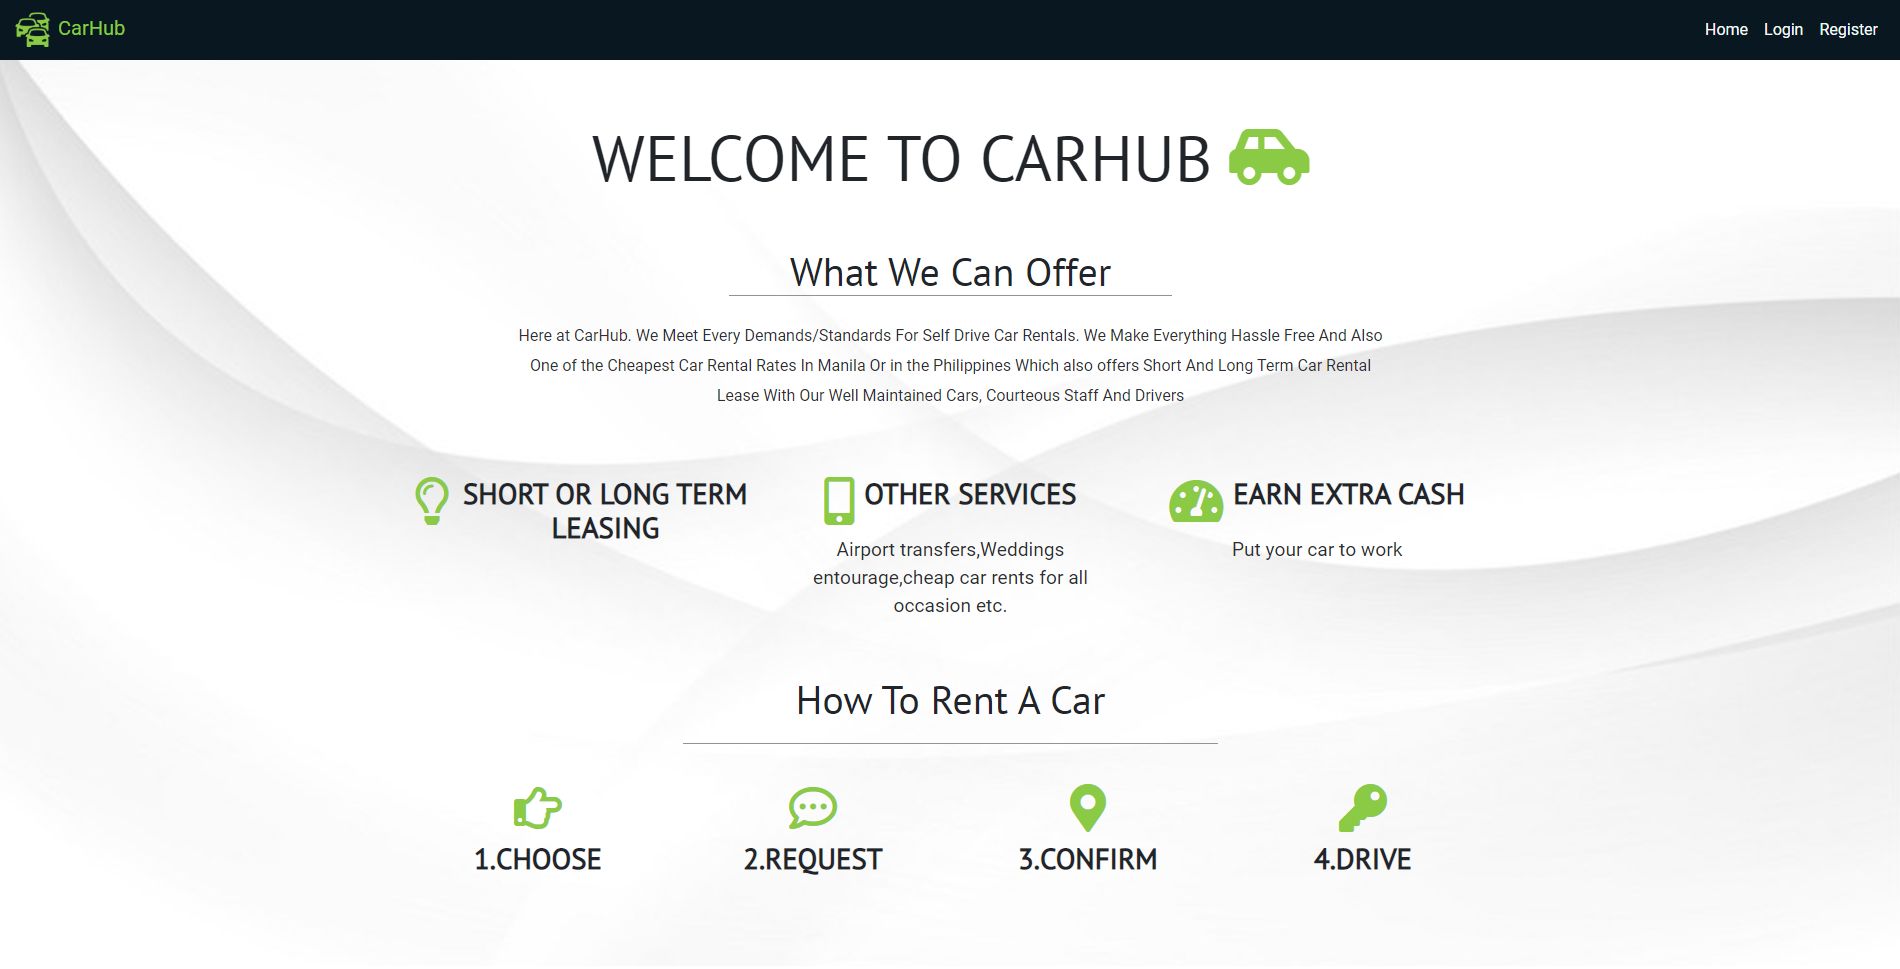 CarHub
Home Login Register
WELCOME TO CARHUB
What We Can Offer
Here at CarHub. We Meet Every Demands/Standards For Self Drive Car Rentals. We Make Everything Hassle Free And Also
One of the Cheapest Car Rental Rates In Manila Or in the Philippines Which also offers Short And Long Term Car Rental
Lease With Our Well Maintained Cars, Courteous Staff And Drivers
SHORT OR LONG TERM
LEASING
OTHER SERVICES
Airport transfers,Weddings
entourage,cheap car rents for all
occasion etc.
EARN EXTRA CASH
Put your car to work
How To Rent A Car
1.CHOOSE
2.REQUEST
3.CONFIRM
4.DRIVE